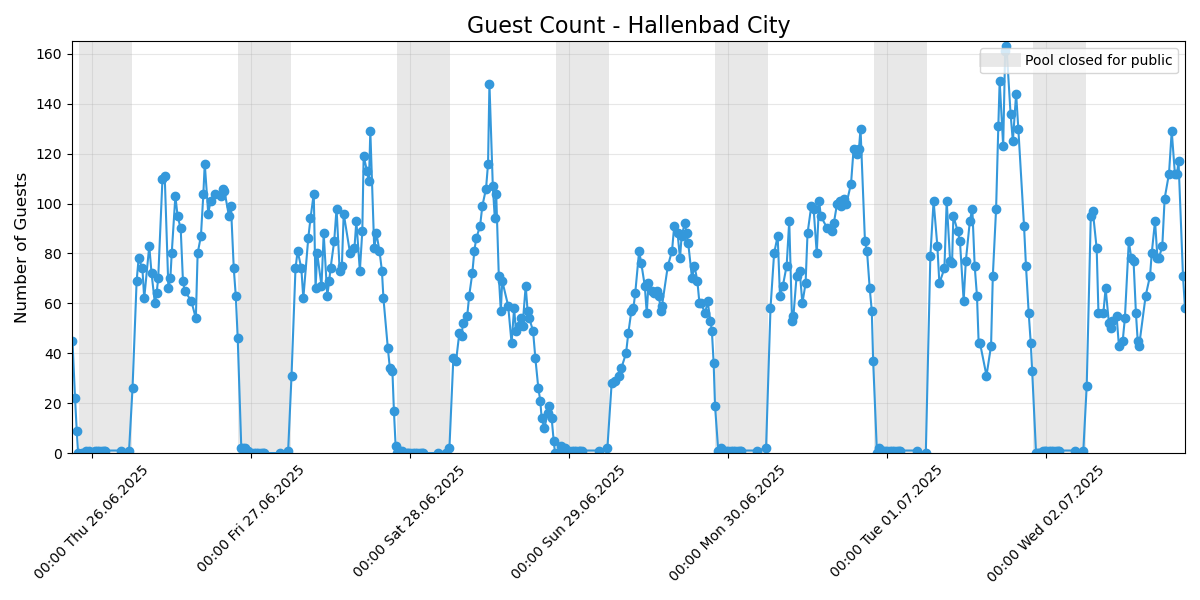 Guest Count - Hallenbad City
Number of Guests
160
140
120
100
80
60
40
20
0
Pool closed for public
00:00 Thu 26.06.2025
00:00 Fri 27.06.2025
00:00 Sat 28.06.2025
00:00 Sun 29.06.2025
00:00 Mon 30.06.2025
00:00 Tue 01.07.2025
00:00 Wed 02.07.2025